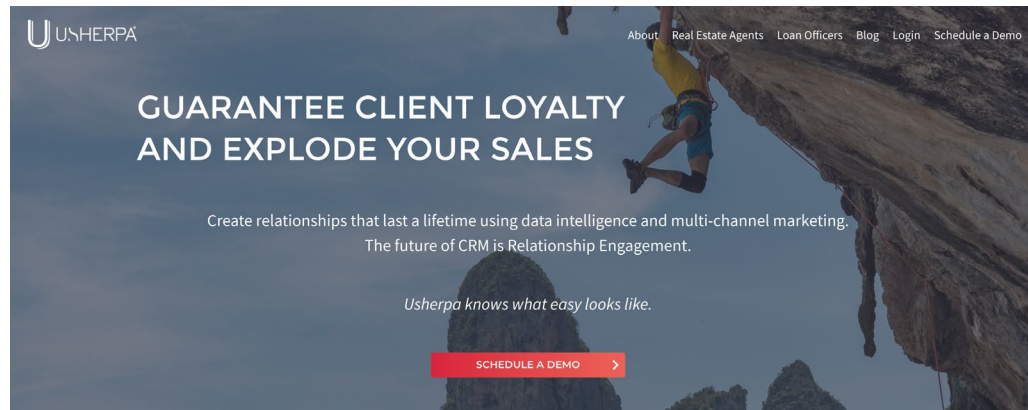 USHERPA
About Real Estate Agents Loan Officers Blog Login Schedule a Demo
GUARANTEE CLIENT LOYALTY
AND EXPLODE YOUR SALES
Create relationships that last a lifetime using data intelligence and multi-channel marketing.
The future of CRM is Relationship Engagement.
Usherpa knows what easy looks like.
SCHEDULE A DEMO